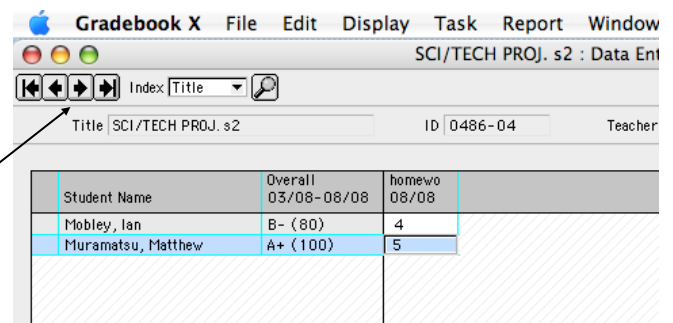 Gradebook X File Edit Display Task Report Window
SCI/TECH PROJ. s2 : Data Ent
Index Title
Title SCI/TECH PROJ. s2 ID 0486-04 Teacher
Student Name Overall 03/08-08/08 homewo 08/08
Mobley, Ian B- (80) 4
Muramatsu, Matthew A+ (100) 5